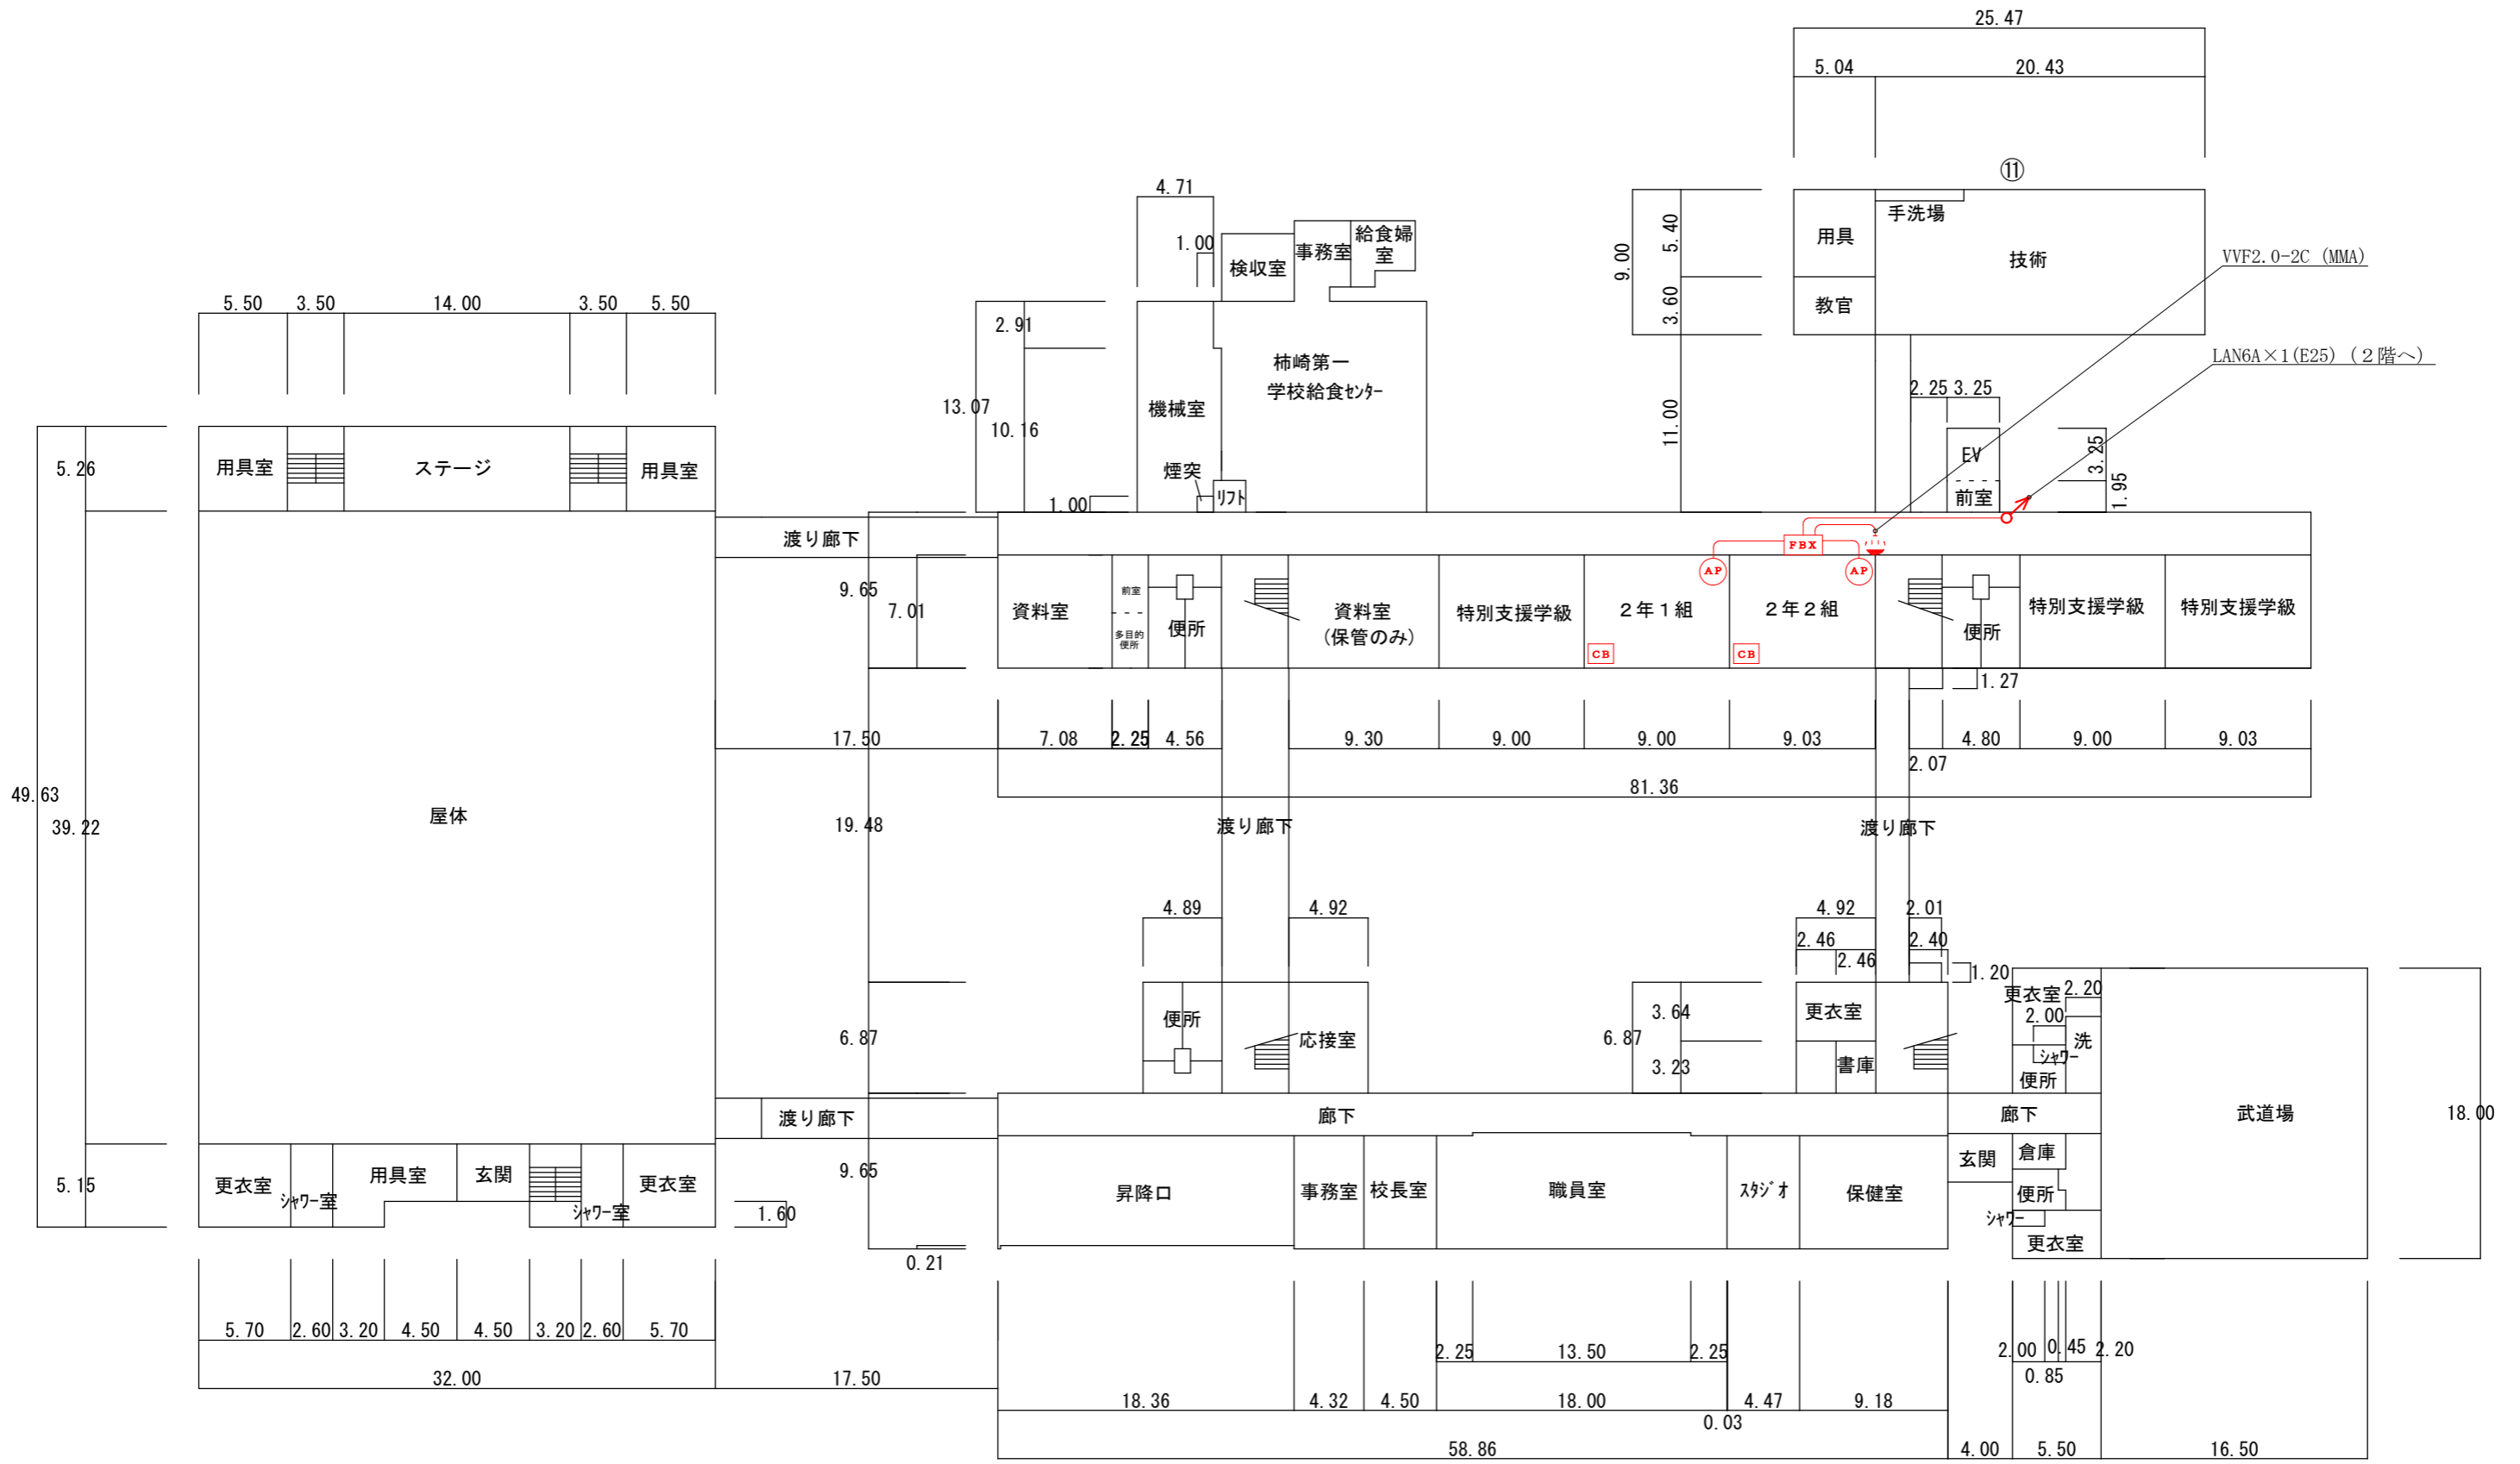 25.47
5.04
20.43
⑪
4.71
1.00
検収室
事務室
給食婦
室
9.00
5.40
3.60
用具
教官
手洗場
技術
VVF2.0-2C (MMA)
LAN6A×1(E25) (2階へ)
5.50
3.50
14.00
3.50
5.50
2.91
13.07
10.16
機械室
柿崎第一
学校給食ｾﾝﾀｰ
11.00
2.25
3.25
EV
前室
3.25
1.95
5.26
用具室
ステージ
用具室
煙突
ﾘﾌﾄ
1.00
渡り廊下
FBX
AP
AP
9.65
7.01
資料室
前室
多目的
便所
便所
資料室
(保管のみ)
特別支援学級
2年1組
2年2組
CB
CB
便所
特別支援学級
特別支援学級
1.27
17.50
7.08
2.25
4.56
9.30
9.00
9.00
9.03
4.80
9.00
9.03
2.07
81.36
49.63
39.22
屋体
19.48
渡り廊下
渡り廊下
4.89
4.92
4.92
2.01
2.46
2.40
2.46
1.20
更衣室
2.20
2.00
洗
ｼｬﾜｰ
便所
6.87
便所
応接室
6.87
3.64
3.23
更衣室
書庫
渡り廊下
廊下
廊下
武道場
18.00
5.15
更衣室
ｼｬﾜｰ室
用具室
玄関
ｼｬﾜｰ室
更衣室
1.60
9.65
0.21
昇降口
事務室
校長室
職員室
ｽﾀｼﾞｵ
保健室
玄関
倉庫
便所
ｼｬﾜｰ
更衣室
5.70
2.60
3.20
4.50
4.50
3.20
2.60
5.70
2.25
13.50
2.25
2.00
0.45
2.20
0.85
32.00
17.50
18.36
4.32
4.50
18.00
4.47
9.18
0.03
58.86
4.00
5.50
16.50